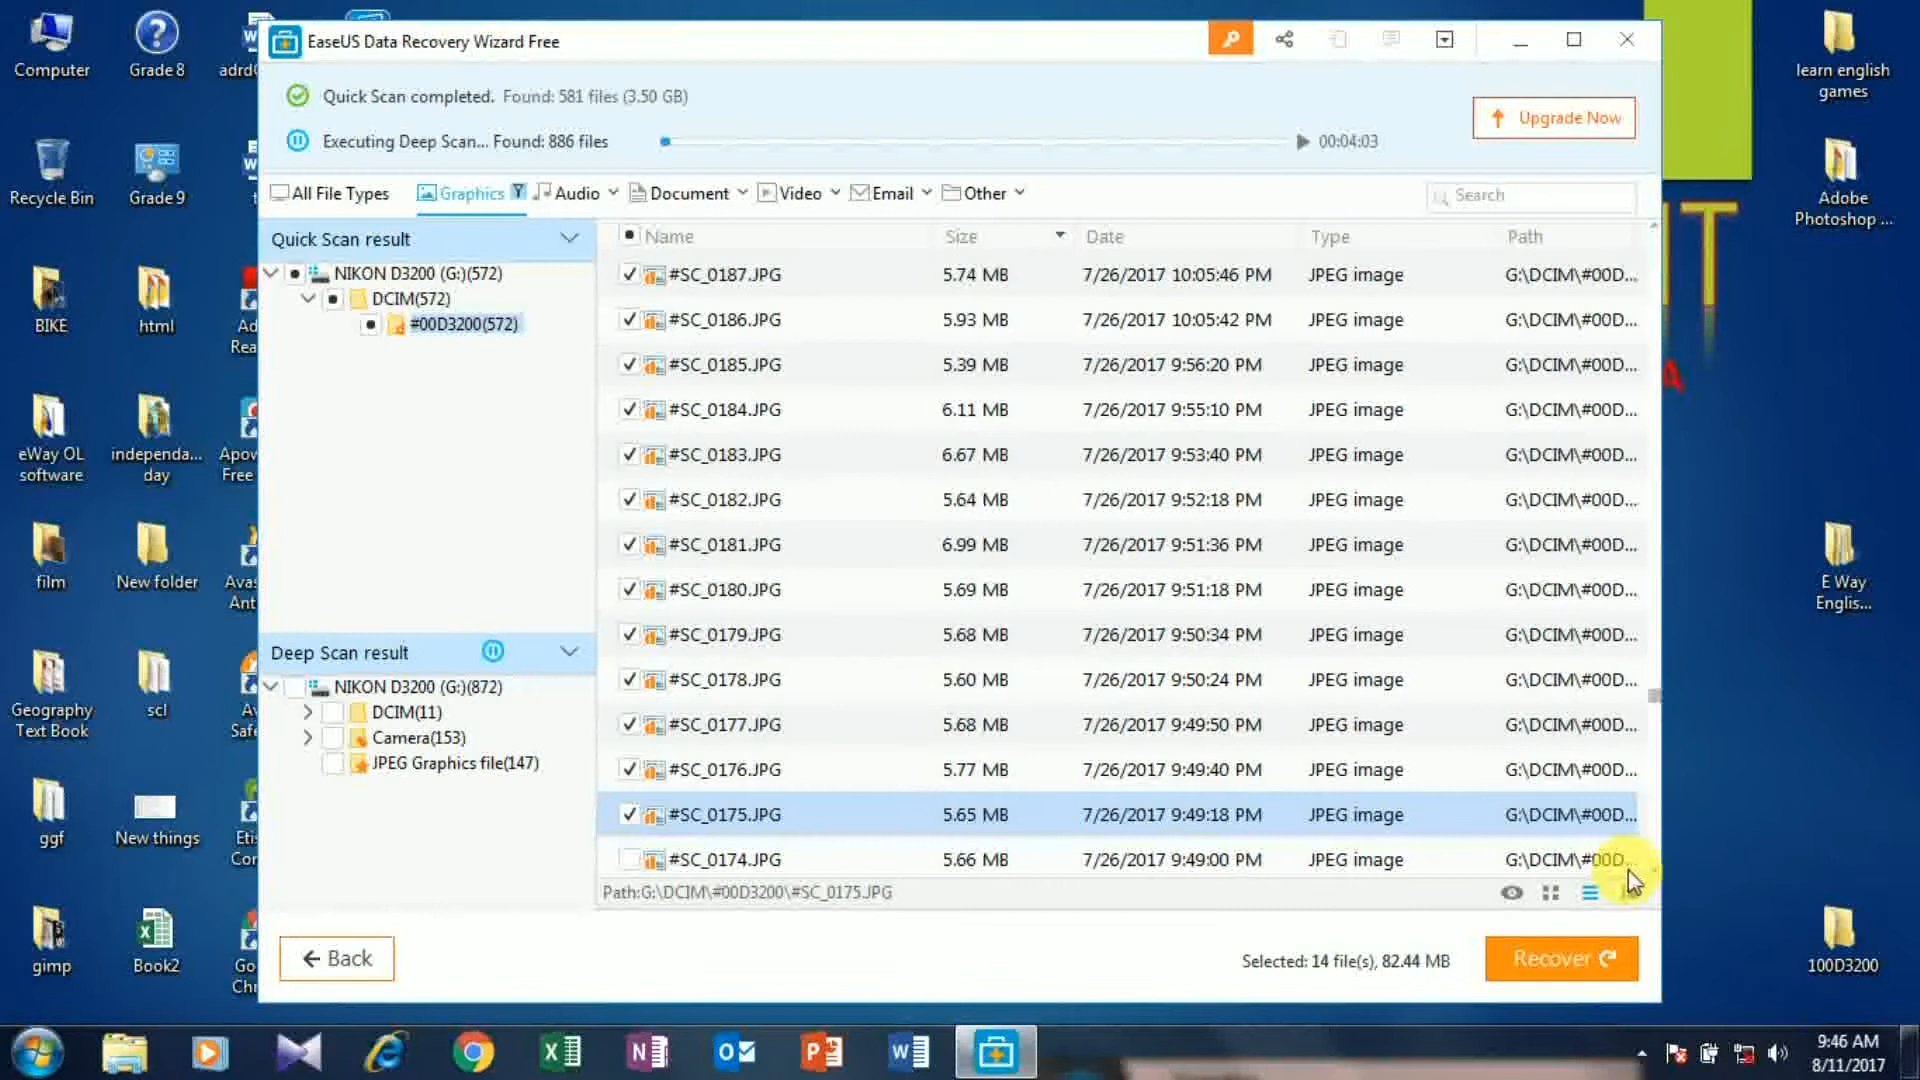 Computer
Grade 8
adrd
Recycle Bin
Grade 9
BIKE
html
Ad
Rea
eWay OL
software
independa...
day
Apow
Free
film
New folder
Avas
Ant
Geography
Text Book
scl
Av
Safe
ggf
New things
Eti
Cor
gimp
Book2
Go
Chr
EaseUS Data Recovery Wizard Free
Quick Scan completed. Found: 581 files (3.50 GB)
Executing Deep Scan... Found: 886 files
00:04:03
Upgrade Now
All File Types
Graphics
Audio
Document
Video
Email
Other
Search
Quick Scan result
NIKON D3200 (G:)(572)
DCIM(572)
#00D3200(572)
Deep Scan result
NIKON D3200 (G:)(872)
DCIM(11)
Camera(153)
JPEG Graphics file(147)
Name Size Date Type Path
#SC_0187.JPG 5.74 MB 7/26/2017 10:05:46 PM JPEG image G:\DCIM\#00D...
#SC_0186.JPG 5.93 MB 7/26/2017 10:05:42 PM JPEG image G:\DCIM\#00D...
#SC_0185.JPG 5.39 MB 7/26/2017 9:56:20 PM JPEG image G:\DCIM\#00D...
#SC_0184.JPG 6.11 MB 7/26/2017 9:55:10 PM JPEG image G:\DCIM\#00D...
#SC_0183.JPG 6.67 MB 7/26/2017 9:53:40 PM JPEG image G:\DCIM\#00D...
#SC_0182.JPG 5.64 MB 7/26/2017 9:52:18 PM JPEG image G:\DCIM\#00D...
#SC_0181.JPG 6.99 MB 7/26/2017 9:51:36 PM JPEG image G:\DCIM\#00D...
#SC_0180.JPG 5.69 MB 7/26/2017 9:51:18 PM JPEG image G:\DCIM\#00D...
#SC_0179.JPG 5.68 MB 7/26/2017 9:50:34 PM JPEG image G:\DCIM\#00D...
#SC_0178.JPG 5.60 MB 7/26/2017 9:50:24 PM JPEG image G:\DCIM\#00D...
#SC_0177.JPG 5.68 MB 7/26/2017 9:49:50 PM JPEG image G:\DCIM\#00D...
#SC_0176.JPG 5.77 MB 7/26/2017 9:49:40 PM JPEG image G:\DCIM\#00D...
#SC_0175.JPG 5.65 MB 7/26/2017 9:49:18 PM JPEG image G:\DCIM\#00D...
#SC_0174.JPG 5.66 MB 7/26/2017 9:49:00 PM JPEG image G:\DCIM\#00D...
Path:G:\DCIM\#00D3200\#SC_0175.JPG
Back
Selected: 14 file(s), 82.44 MB
Recover
learn english
games
Adobe
Photoshop ...
IT
A
E Way
Englis...
100D3200
9:46 AM
8/11/2017